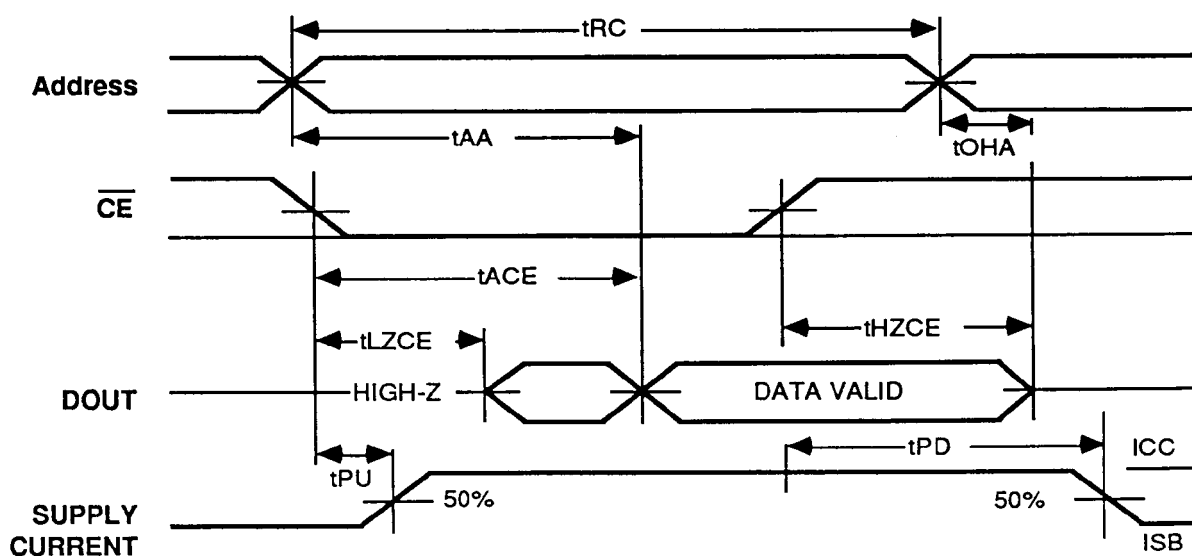 tRC
Address
tAA
tOHA
CE
tACE
tLZCE
tHZCE
DOUT
HIGH-Z
DATA VALID
tPU
tPD
ICC
50%
50%
SUPPLY
CURRENT
ISB